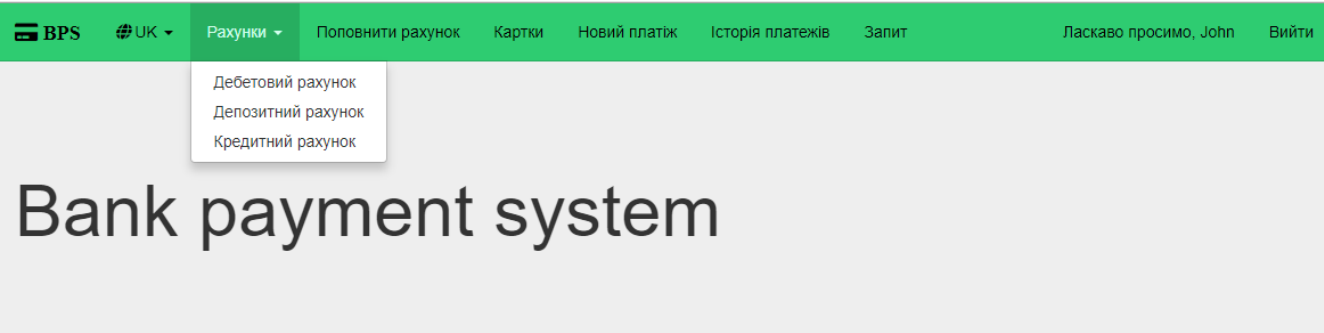 BPS UK Рахунки Поповнити рахунок Картки Новий платіж Історія платежів Запит Ласкаво просимо, John Вийти
Дебетовий рахунок
Депозитний рахунок
Кредитний рахунок
Bank payment system